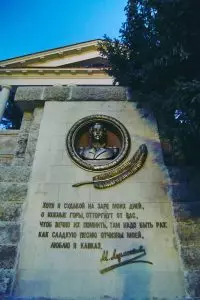 ХОТЯ Я СУДЬБОЙ НА ЗАРЕ МОИХ ДНЕЙ,
О ЮЖНЫЕ ГОРЫ, ОТТОРГНУТ ОТ ВАС,
ЧТОБ ВЕЧНО ИХ ПОМНИТЬ, ТАМ НАДО БЫТЬ РАЗ.
КАК СЛАДКУЮ ПЕСНЮ ОТЧИЗНЫ МОЕЙ,
ЛЮБЛЮ Я КАВКАЗ.
М. Лермонтов